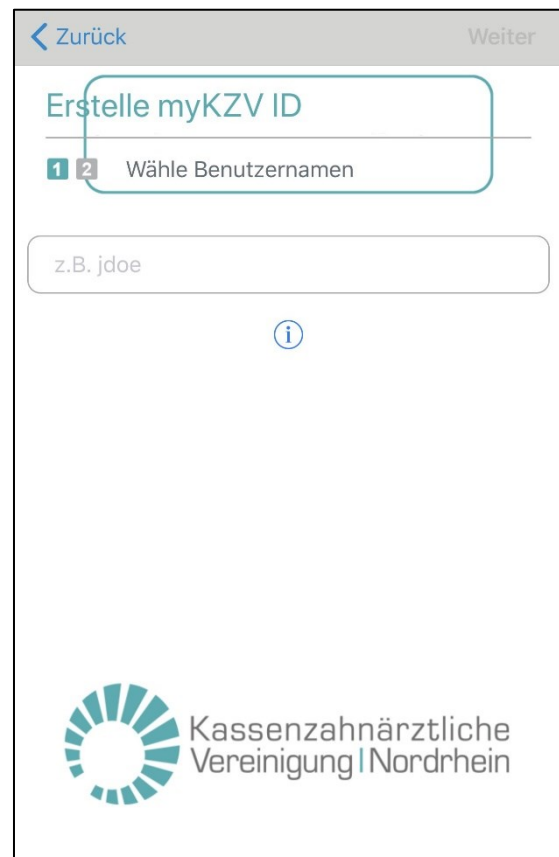 Zurück Weiter
Erstelle myKZV ID
1 2 Wähle Benutzernamen
z.B. jdoe
i
Kassenzahnärztliche
Vereinigung | Nordrhein